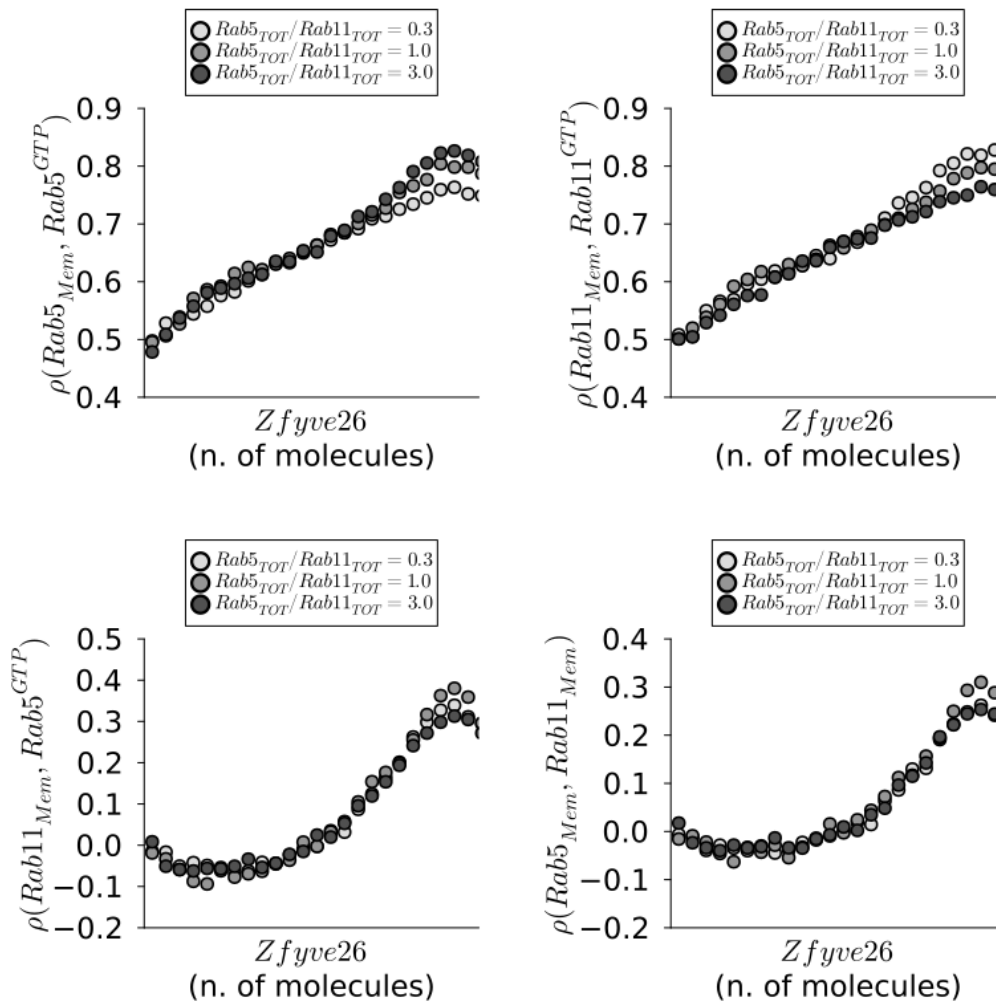 Rab5_TOT/Rab11_TOT = 0.3
Rab5_TOT/Rab11_TOT = 1.0
Rab5_TOT/Rab11_TOT = 3.0
0.9
0.8
0.7
0.6
0.5
0.4
ρ(Rab5_Mem, Rab5^GTP)
Zfyve26
(n. of molecules)
Rab5_TOT/Rab11_TOT = 0.3
Rab5_TOT/Rab11_TOT = 1.0
Rab5_TOT/Rab11_TOT = 3.0
0.9
0.8
0.7
0.6
0.5
0.4
ρ(Rab11_Mem, Rab11^GTP)
Zfyve26
(n. of molecules)
Rab5_TOT/Rab11_TOT = 0.3
Rab5_TOT/Rab11_TOT = 1.0
Rab5_TOT/Rab11_TOT = 3.0
0.5
0.4
0.3
0.2
0.1
0.0
−0.1
−0.2
ρ(Rab11_Mem, Rab5^GTP)
Zfyve26
(n. of molecules)
Rab5_TOT/Rab11_TOT = 0.3
Rab5_TOT/Rab11_TOT = 1.0
Rab5_TOT/Rab11_TOT = 3.0
0.4
0.3
0.2
0.1
0.0
−0.1
−0.2
ρ(Rab5_Mem, Rab11_Mem)
Zfyve26
(n. of molecules)